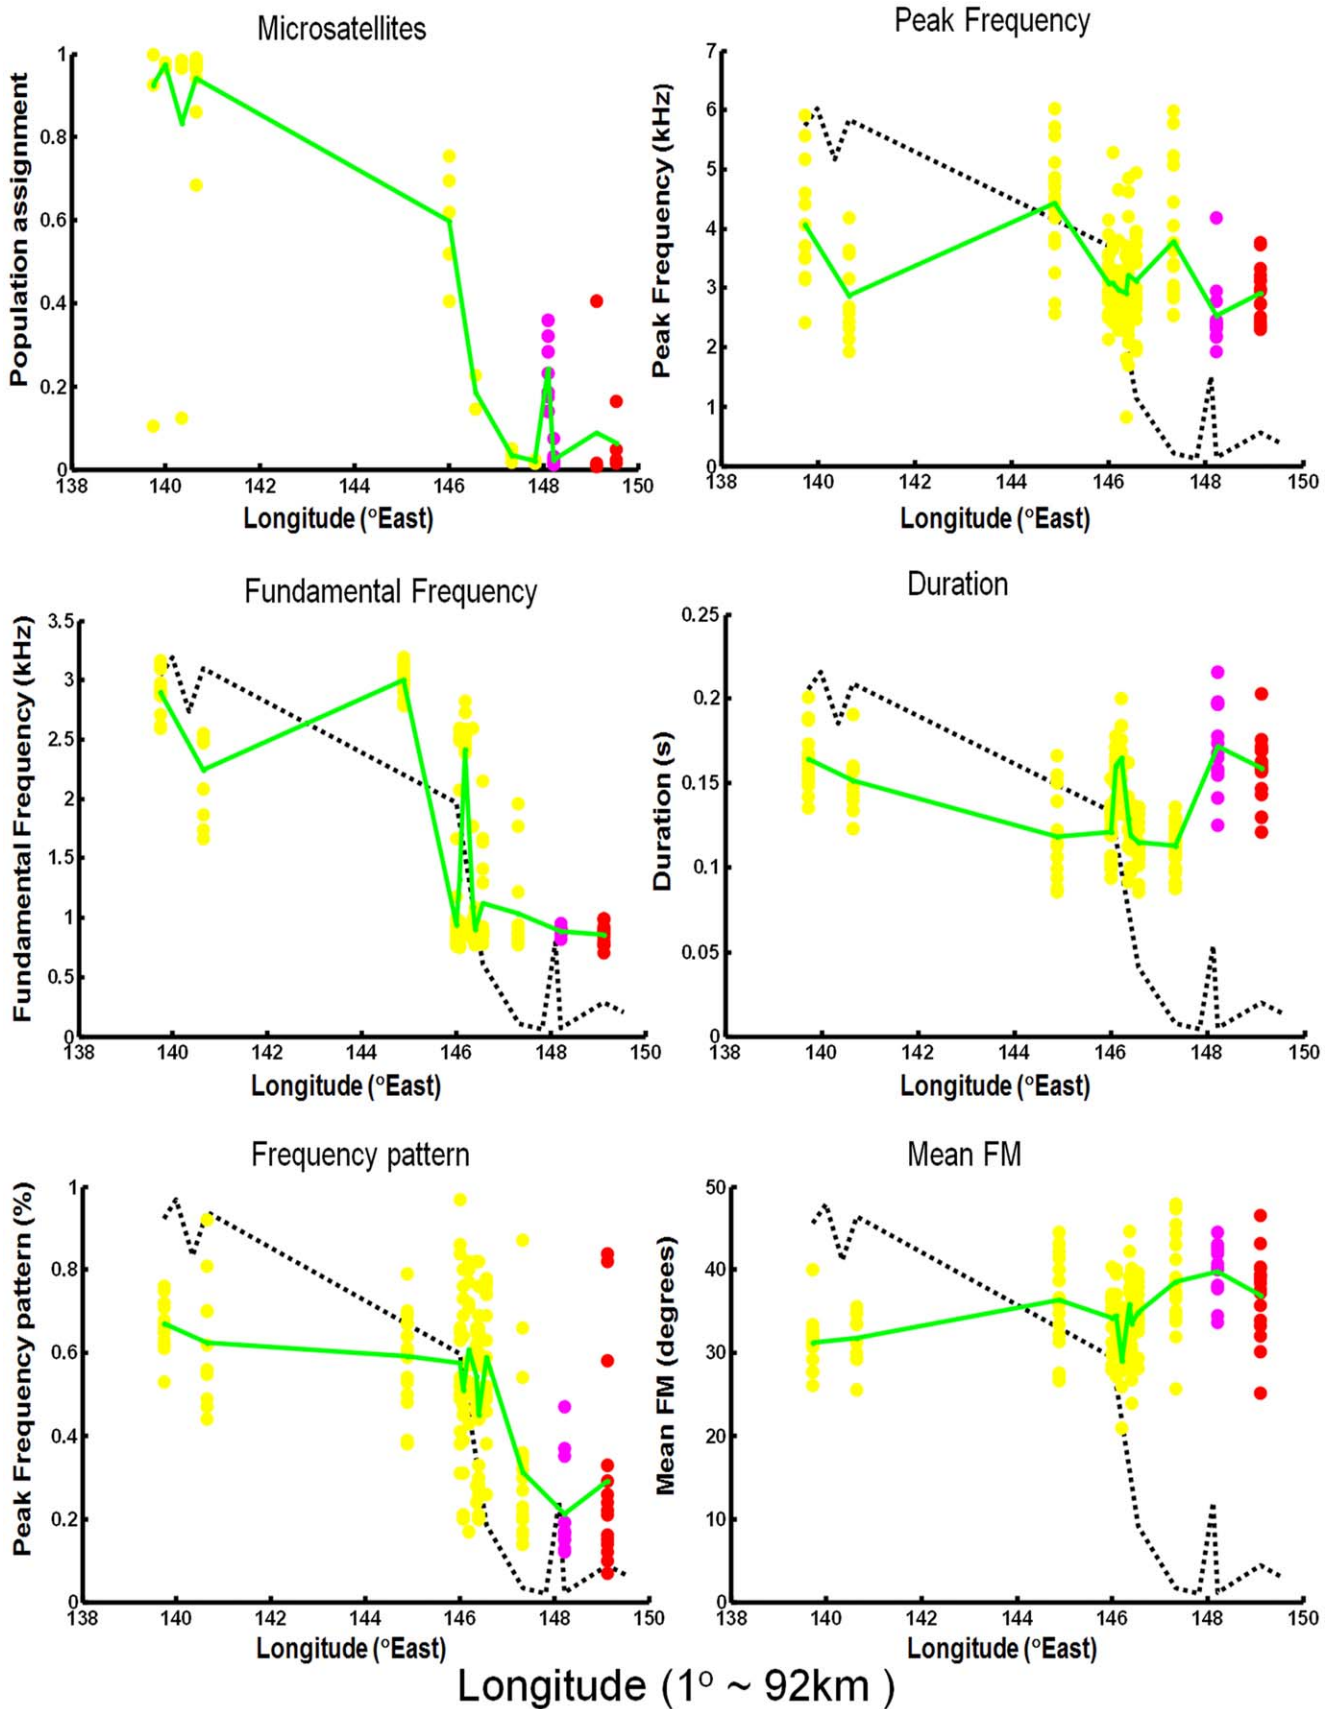 Microsatellites
Population assignment
1
0.8
0.6
0.4
0.2
0
138 140 142 144 146 148 150
Longitude (°East)
Peak Frequency
Peak Frequency (kHz)
7
6
5
4
3
2
1
0
138 140 142 144 146 148 150
Longitude (°East)
Fundamental Frequency
Fundamental Frequency (kHz)
3.5
3
2.5
2
1.5
1
0.5
0
138 140 142 144 146 148 150
Longitude (°East)
Duration
Duration (s)
0.25
0.2
0.15
0.1
0.05
0
138 140 142 144 146 148 150
Longitude (°East)
Frequency pattern
Peak Frequency pattern (%)
1
0.8
0.6
0.4
0.2
0
138 140 142 144 146 148 150
Longitude (°East)
Mean FM
Mean FM (degrees)
50
40
30
20
10
0
138 140 142 144 146 148 150
Longitude (°East)
Longitude (1° ~ 92km )